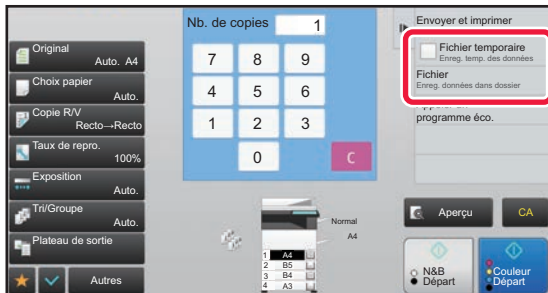 Nb. de copies 1
Original
Auto. A4
Choix papier
Auto.
Copie R/V
Recto→Recto
Taux de repro.
100%
Exposition
Auto.
Tri/Groupe
Auto.
Plateau de sortie
Autres
7 8 9
4 5 6
1 2 3
0 C
Normal
A4
1 A4
2 B5
3 B4
4 A3
Envoyer et imprimer
Fichier temporaire
Enreg. temp. des données
Fichier
Enreg. données dans dossier
programme éco.
Aperçu
CA
N&B
Départ
Couleur
Départ